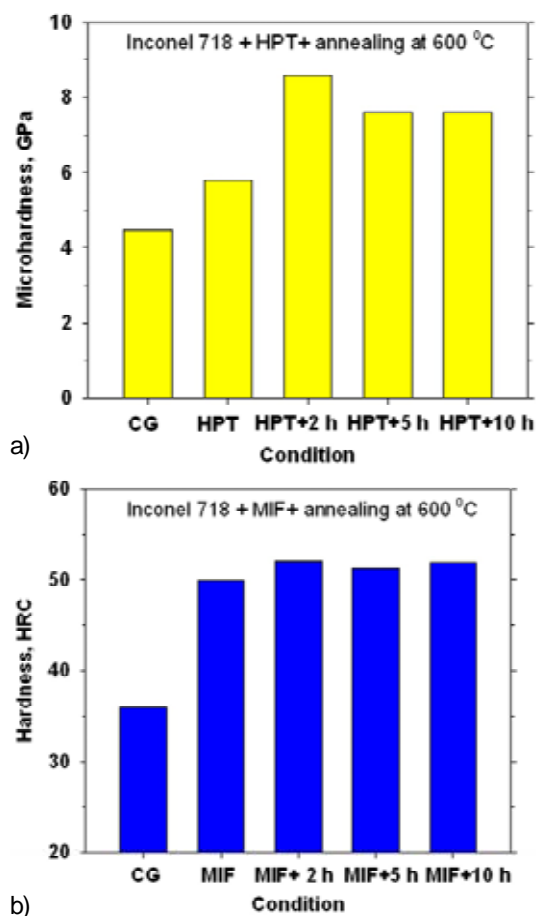 10
Inconel 718 + HPT+ annealing at 600 ⁰C
8
6
4
2
0
Microhardness, GPa
CG HPT HPT+2 h HPT+5 h HPT+10 h
Condition
a)
60
Inconel 718 +MIF+ annealing at 600 ⁰C
50
40
30
20
Hardness, HRC
CG MIF MIF+ 2 h MIF+5 h MIF+10 h
Condition
b)